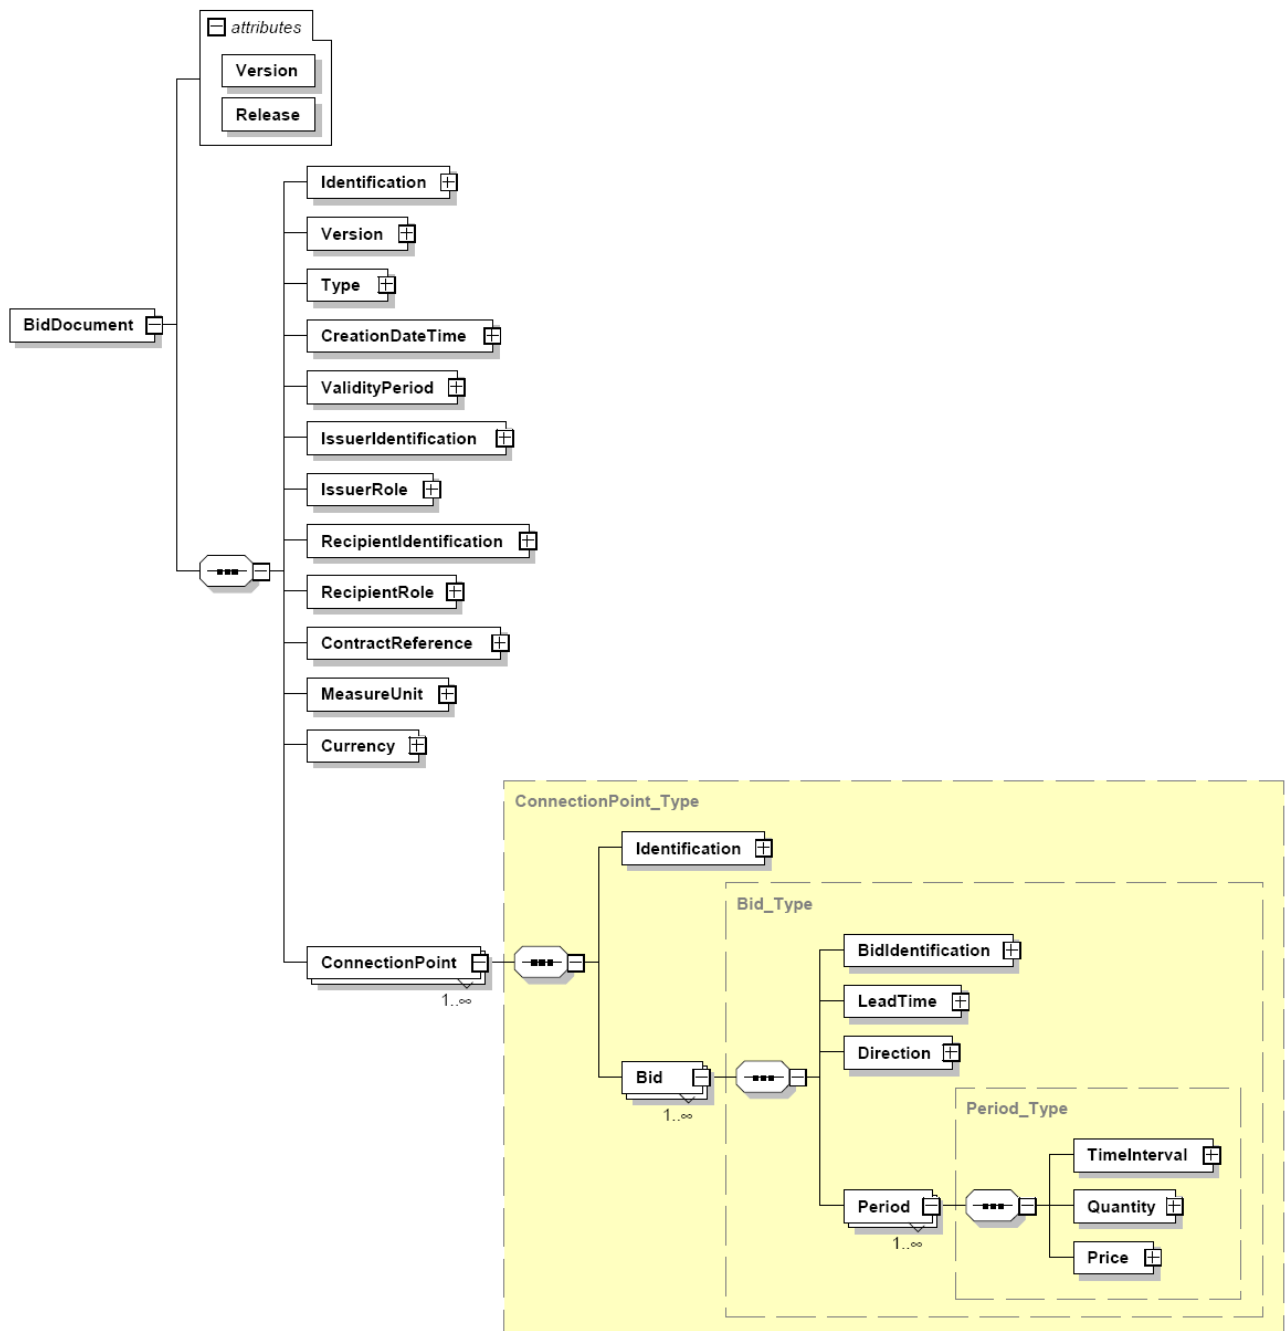 attributes
Version
Release
Identification
Version
Type
BidDocument
CreationDateTime
ValidityPeriod
IssuerIdentification
IssuerRole
RecipientIdentification
RecipientRole
ContractReference
MeasureUnit
Currency
ConnectionPoint_Type
Identification
Bid_Type
BidIdentification
ConnectionPoint
1..∞
LeadTime
Direction
Bid
1..∞
Period_Type
TimeInterval
Period
1..∞
Quantity
Price